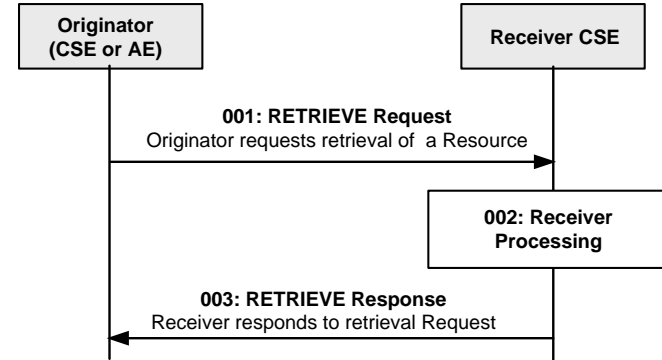 Originator
(CSE or AE)
Receiver CSE
001: RETRIEVE Request
Originator requests retrieval of a Resource
002: Receiver
Processing
003: RETRIEVE Response
Receiver responds to retrieval Request